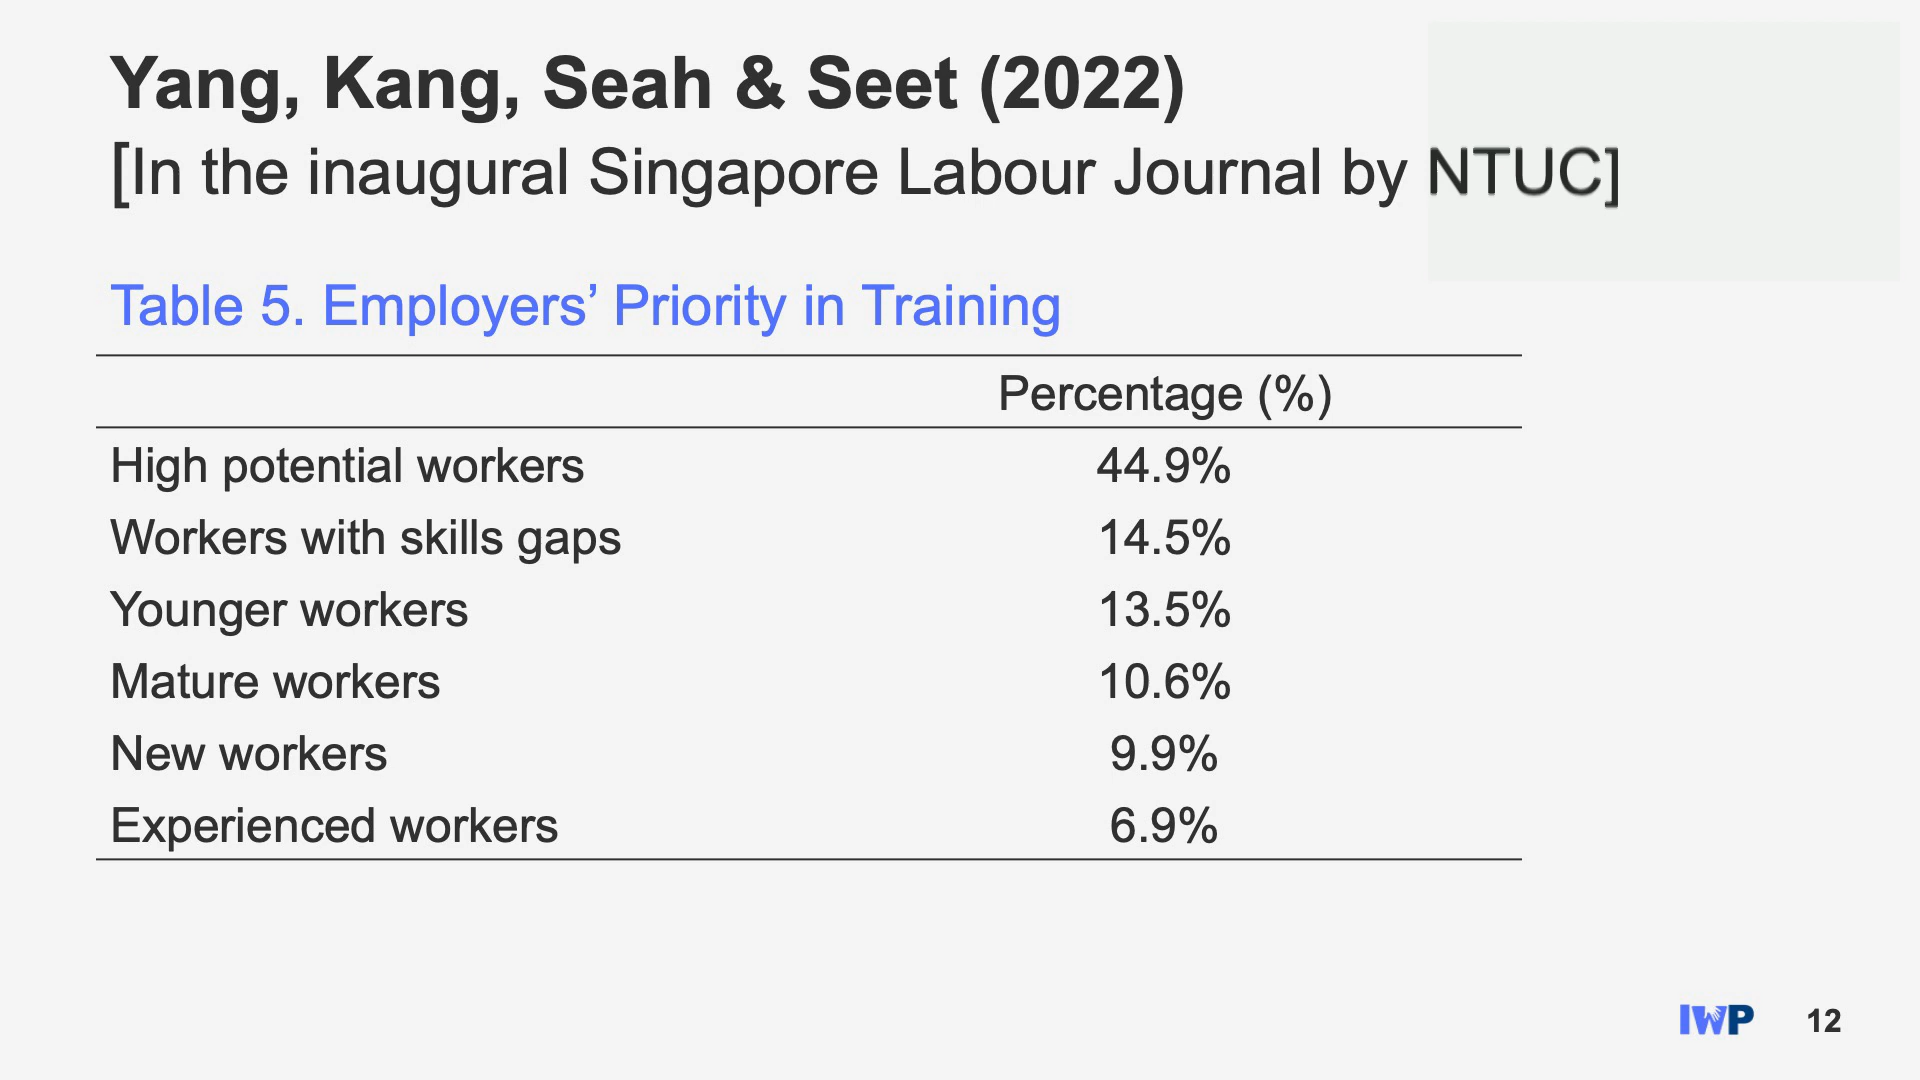 Yang, Kang, Seah & Seet (2022)
[In the inaugural Singapore Labour Journal by NTUC]
Table 5. Employers’ Priority in Training
Percentage (%)
High potential workers 44.9%
Workers with skills gaps 14.5%
Younger workers 13.5%
Mature workers 10.6%
New workers 9.9%
Experienced workers 6.9%
IWP 12